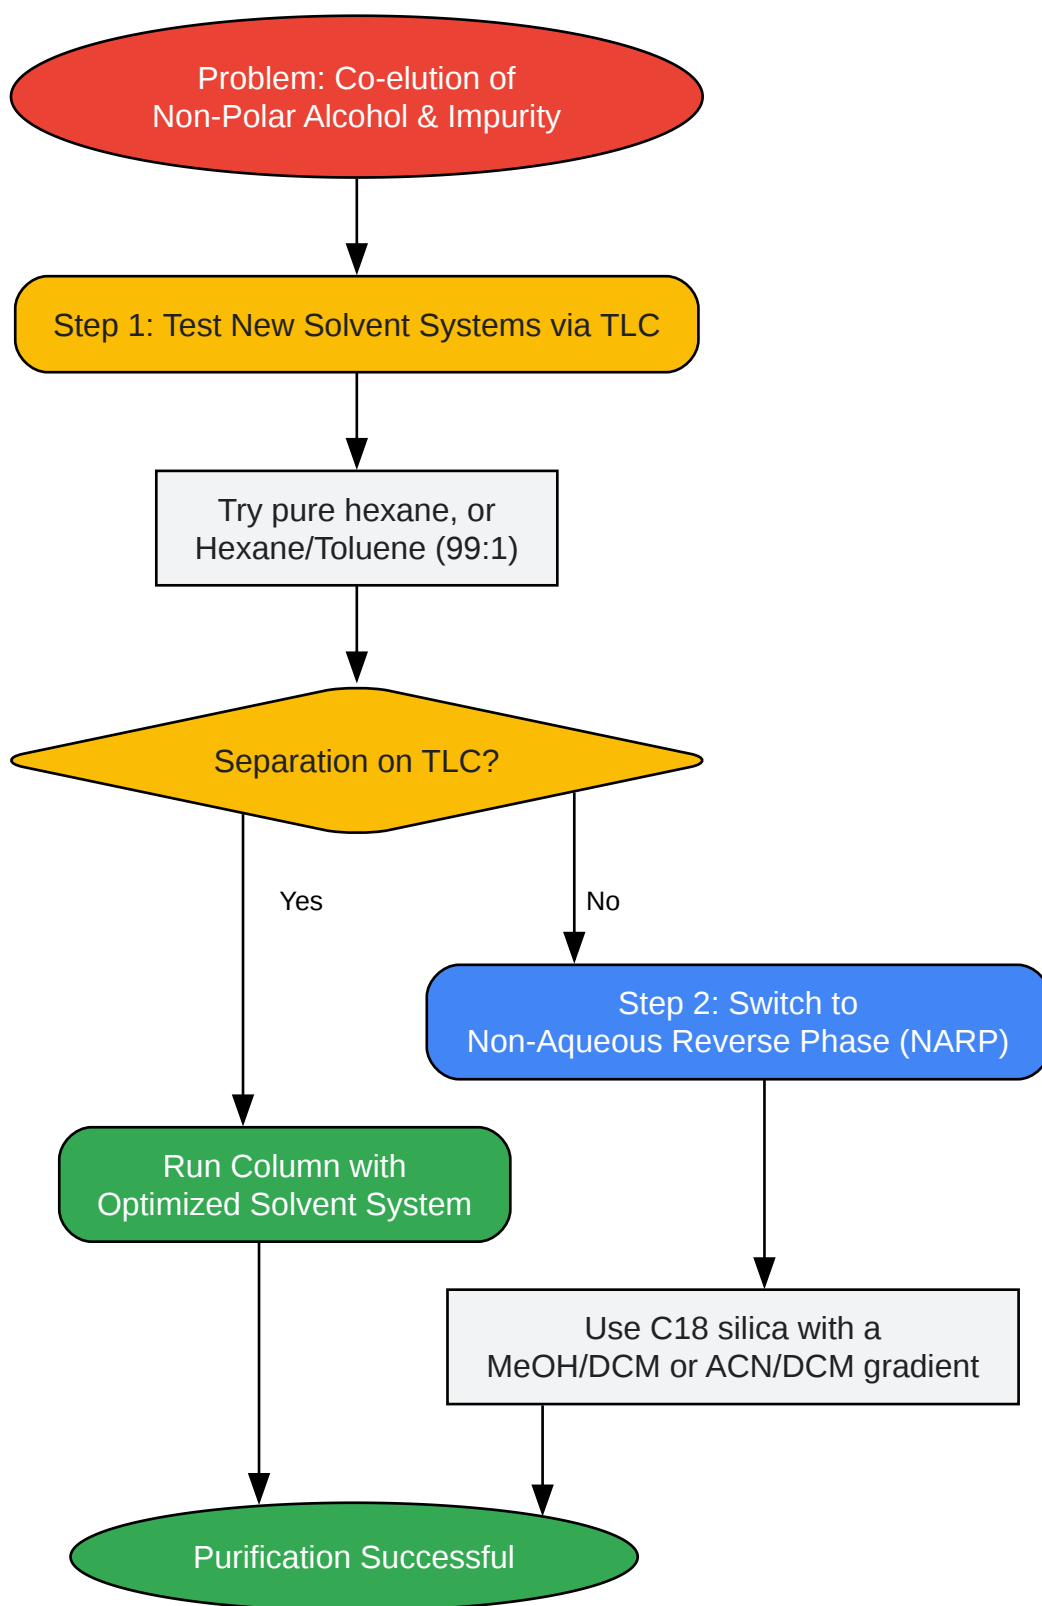 Problem: Co-elution of
Non-Polar Alcohol & Impurity
Step 1: Test New Solvent Systems via TLC
Try pure hexane, or
Hexane/Toluene (99:1)
Separation on TLC?
Yes
No
Step 2: Switch to
Non-Aqueous Reverse Phase (NARP)
Run Column with
Optimized Solvent System
Use C18 silica with a
MeOH/DCM or ACN/DCM gradient
Purification Successful